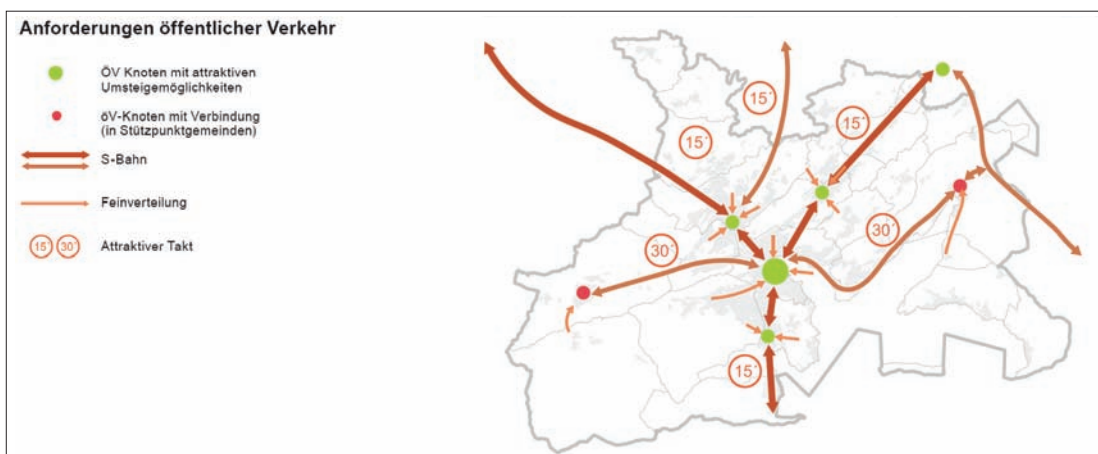 Anforderungen öffentlicher Verkehr
ÖV Knoten mit attraktiven
Umsteigemöglichkeiten
öV-Knoten mit Verbindung
(in Stützpunktgemeinden)
S-Bahn
Feinverteilung
15´ 30´ Attraktiver Takt
15´
15´
15´
30´
30´
15´